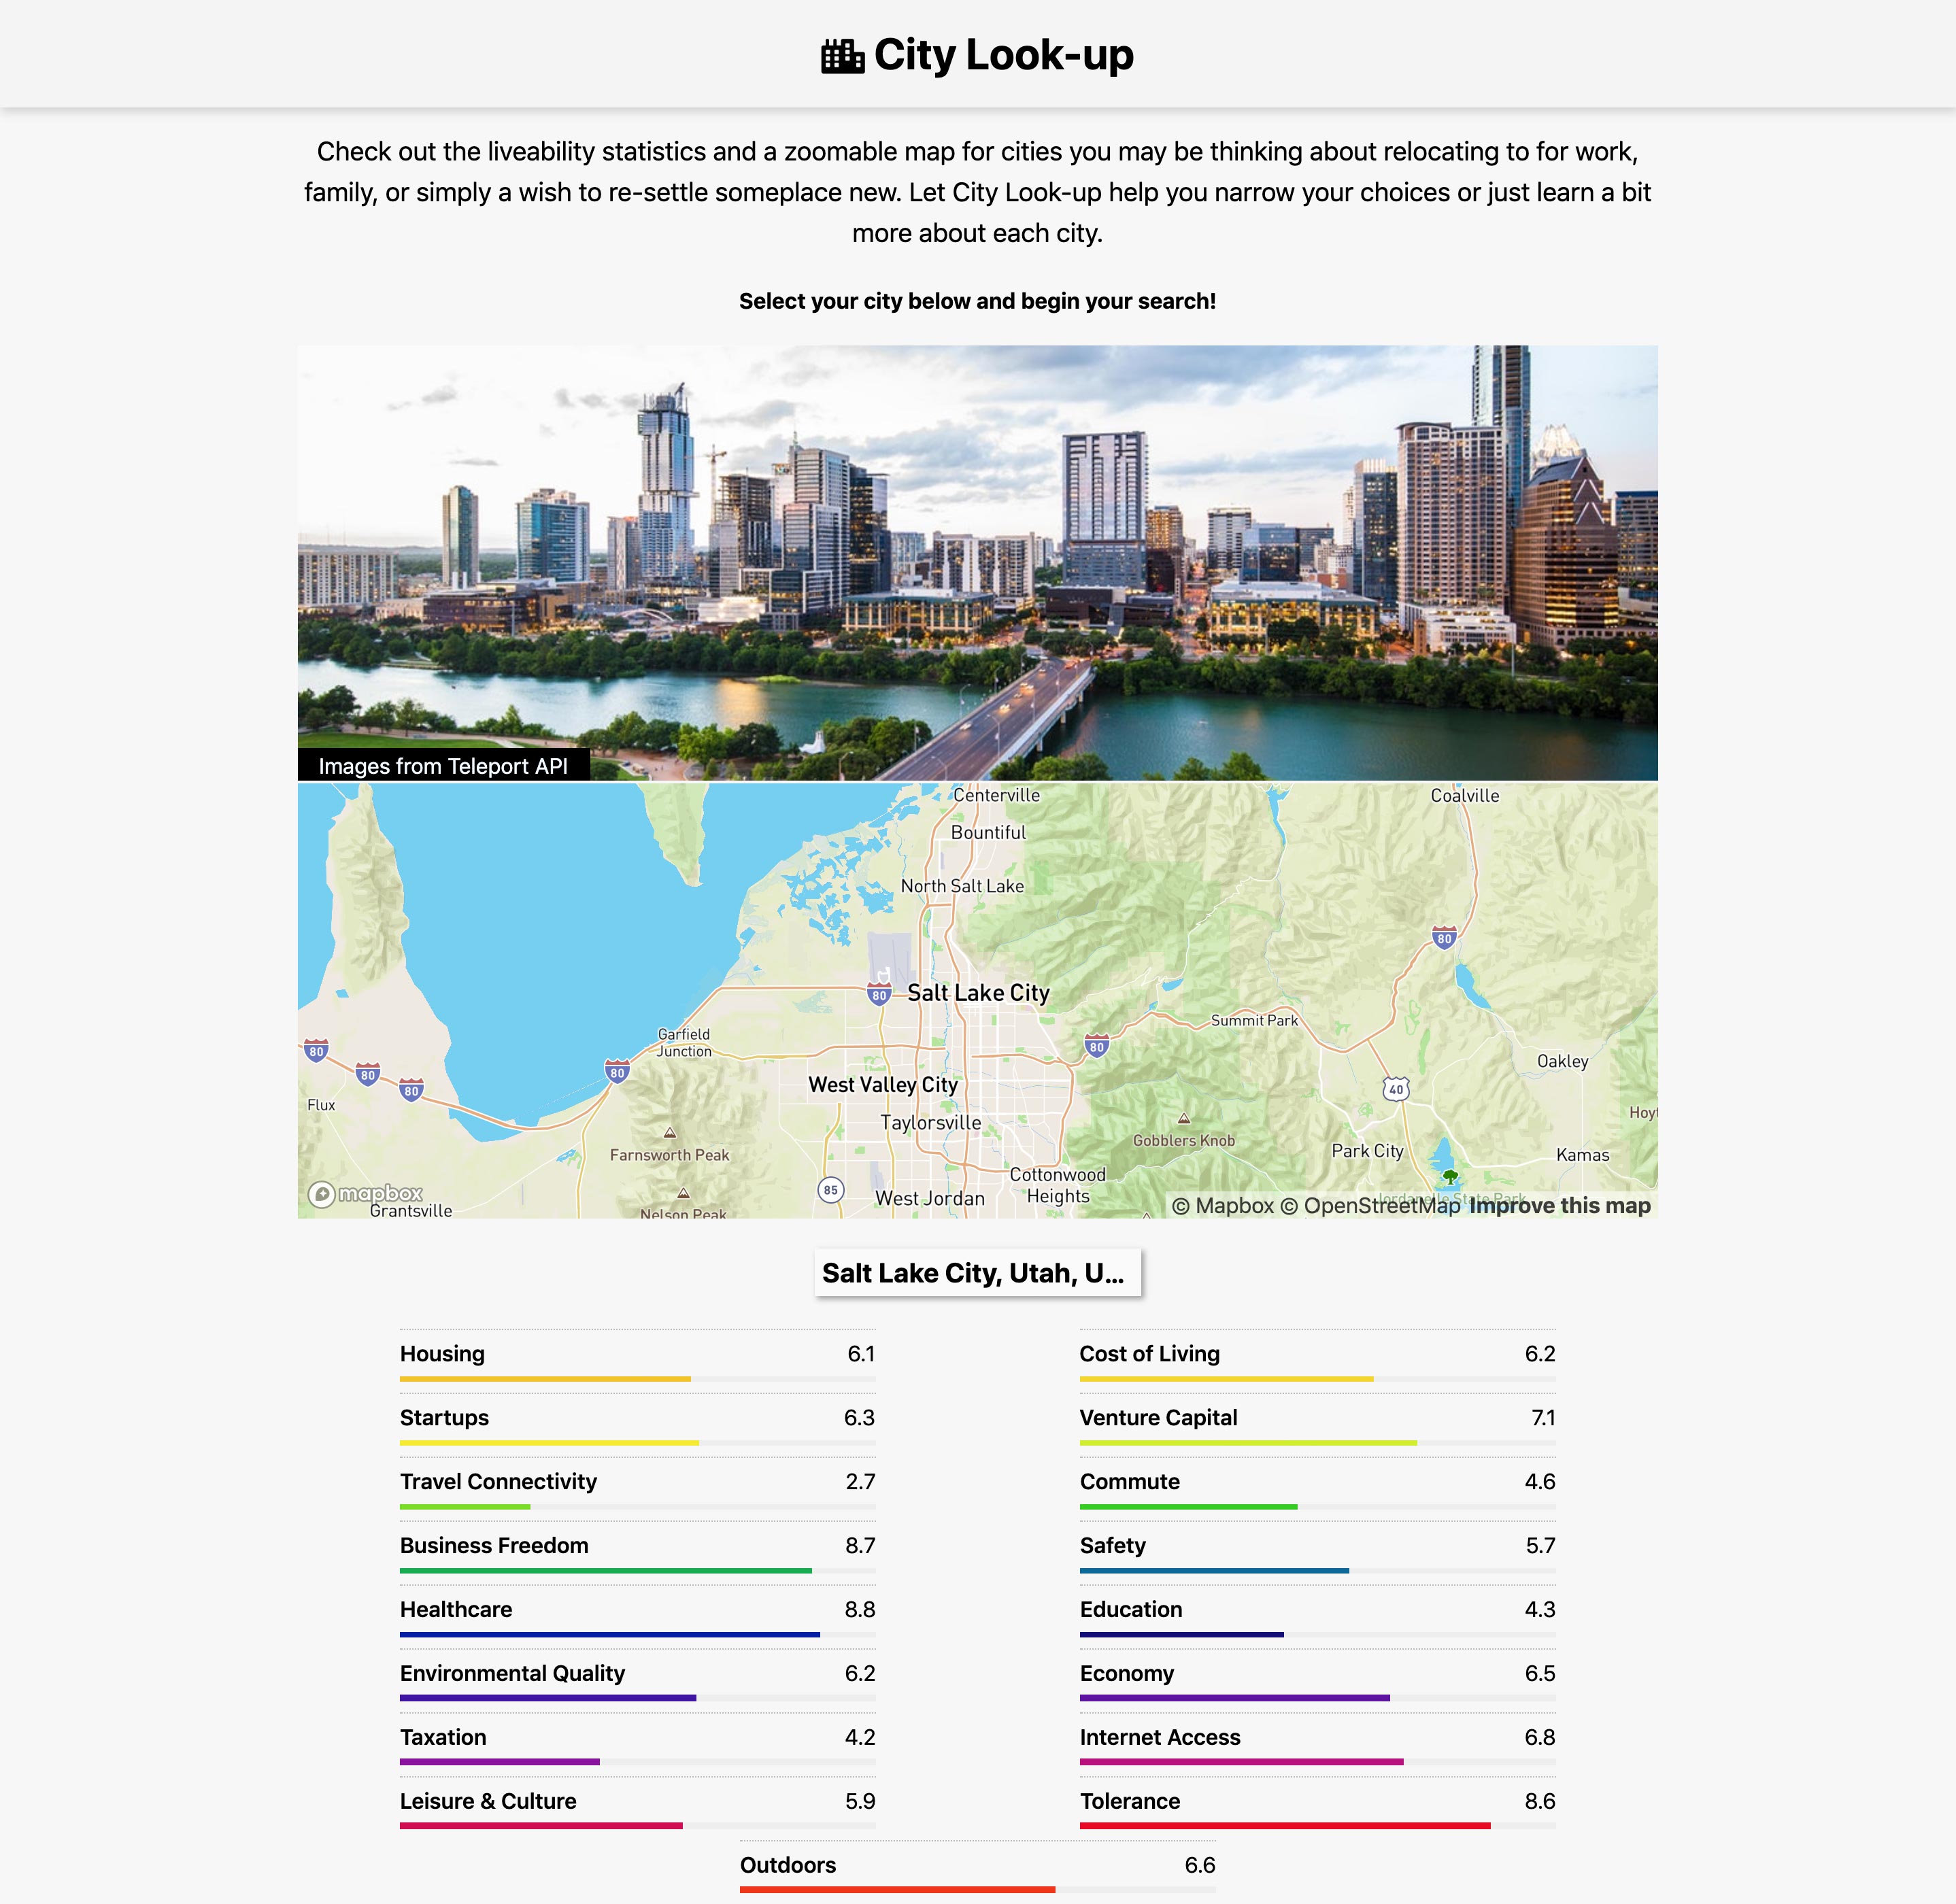 City Look-up
Check out the liveability statistics and a zoomable map for cities you may be thinking about relocating to for work,
family, or simply a wish to re-settle someplace new. Let City Look-up help you narrow your choices or just learn a bit
more about each city.
Select your city below and begin your search!
Images from Teleport API
Centerville
Coalville
Bountiful
North Salt Lake
80
80
Salt Lake City
Summit Park
Garfield
Junction
80
80
80
80
80
Oakley
West Valley City
40
Flux
Taylorsville
Hoyt
Gobblers Knob
Farnsworth Peak
Park City
Kamas
Cottonwood
Heights
85
West Jordan
mapbox
Grantsville
Nelson Peak
Jordanelle State Park
© Mapbox © OpenStreetMap Improve this map
Salt Lake City, Utah, U...
Housing 6.1
Cost of Living 6.2
Startups 6.3
Venture Capital 7.1
Travel Connectivity 2.7
Commute 4.6
Business Freedom 8.7
Safety 5.7
Healthcare 8.8
Education 4.3
Environmental Quality 6.2
Economy 6.5
Taxation 4.2
Internet Access 6.8
Leisure & Culture 5.9
Tolerance 8.6
Outdoors 6.6